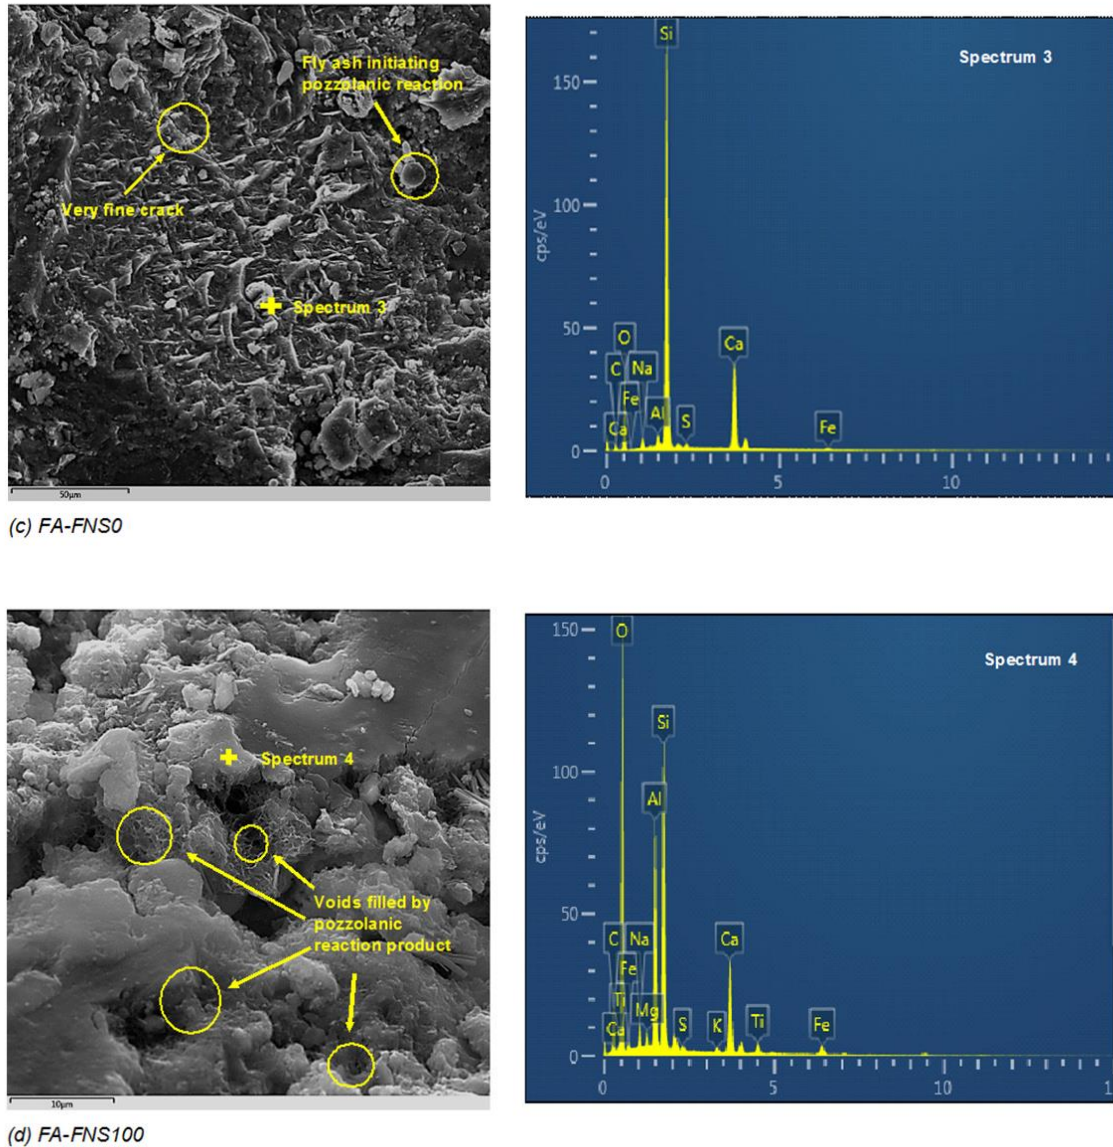 Fly ash initiating
pozzolanic reaction
Very fine crack
Spectrum 3
50µm
Si
Spectrum 3
150
100
cps/eV
50
O
C
Na
Ca
Fe
Al
S
Ca
Fe
0
0
5
10
(c) FA-FNS0
Spectrum 4
Voids filled by
pozzolanic
reaction product
10µm
150
O
Spectrum 4
Si
100
Al
cps/eV
50
C
Na
Ca
Fe
Ti
Mg
Ca
S
K
Ti
Fe
0
0
5
10
(d) FA-FNS100